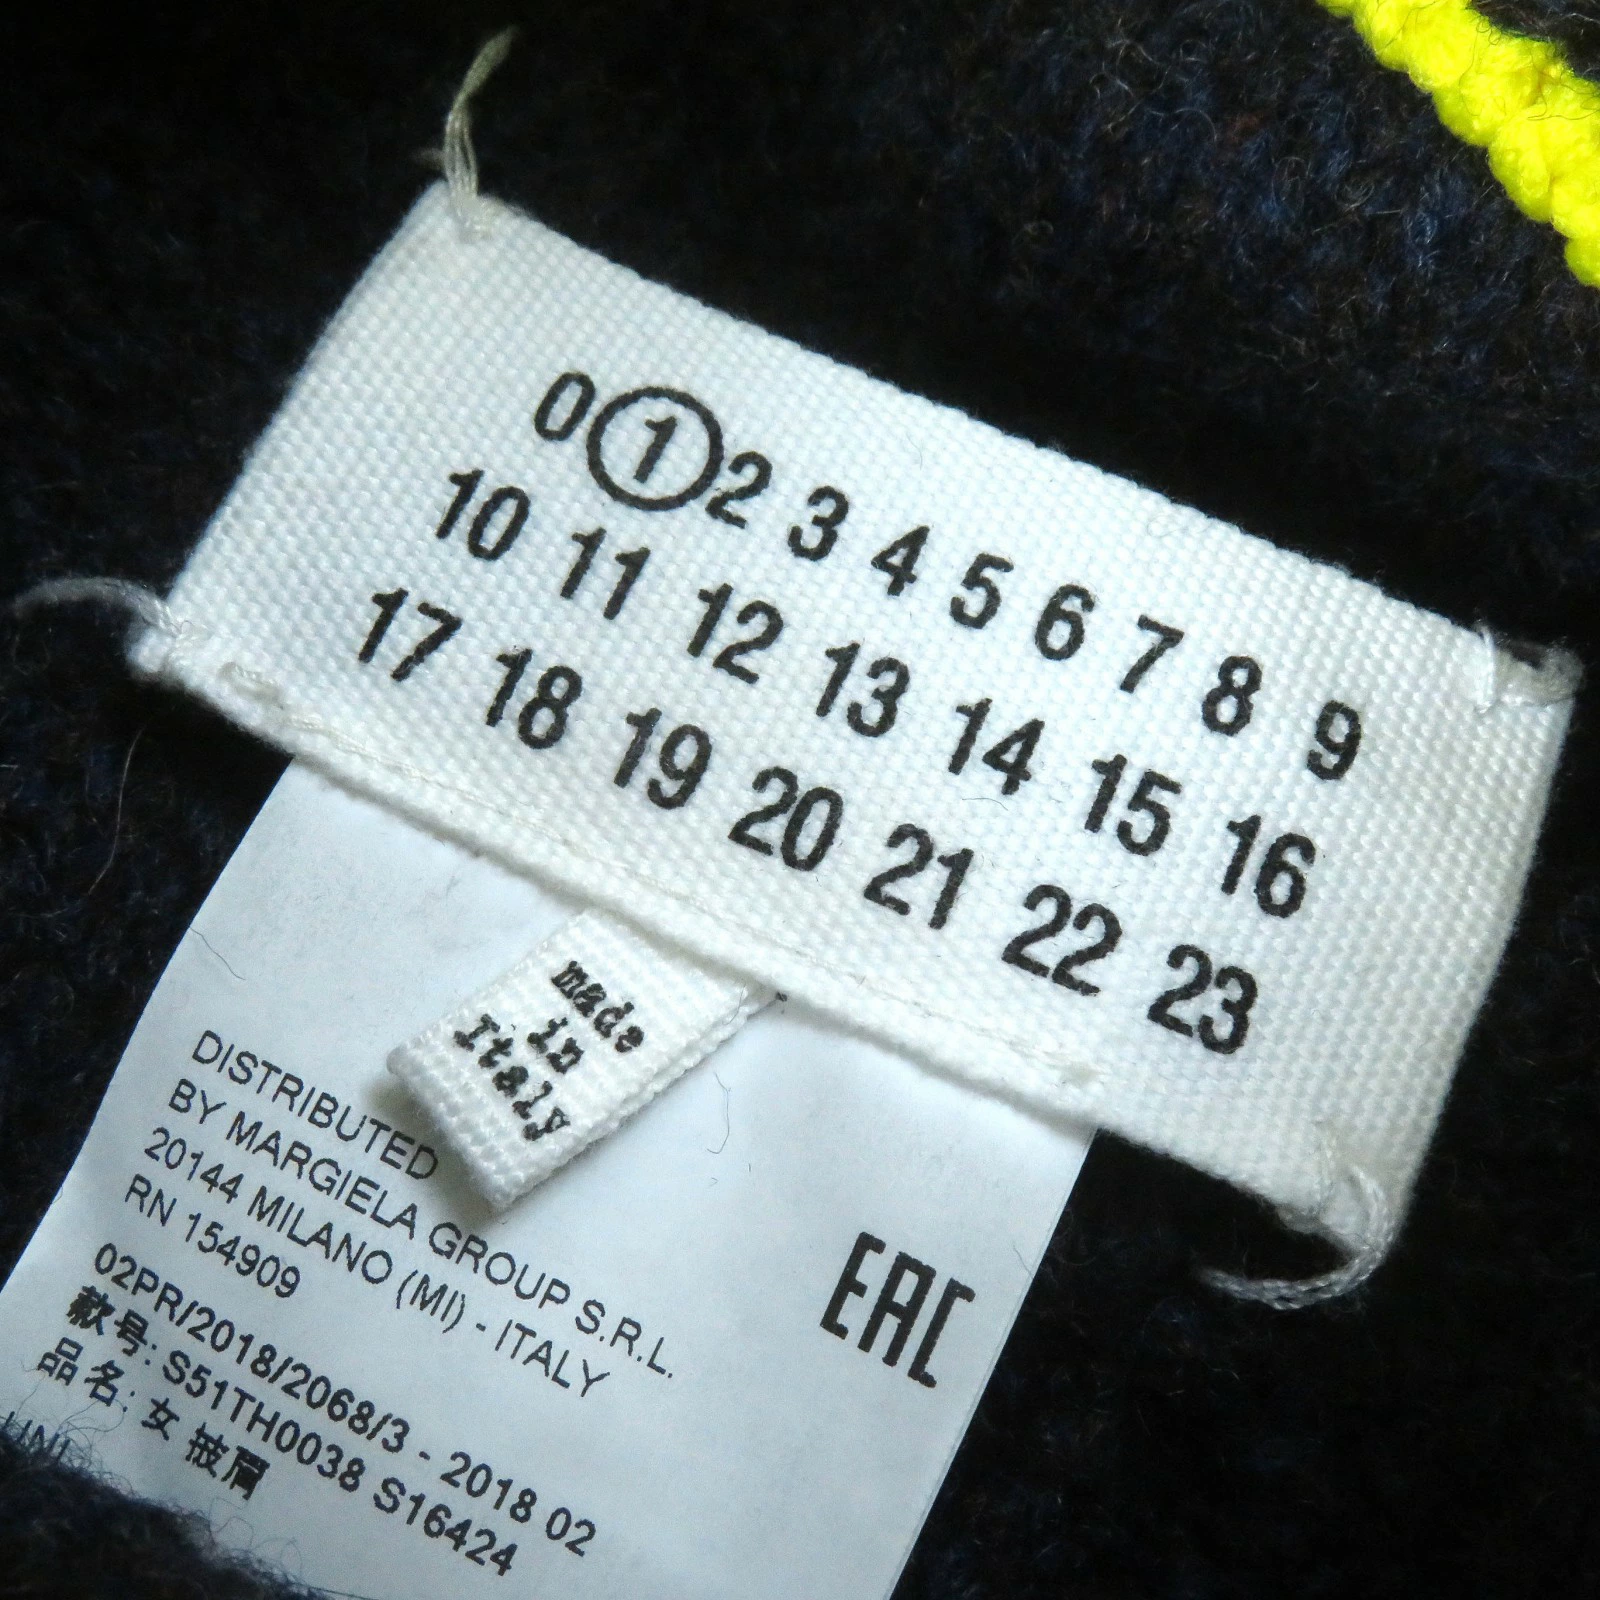 0 1 2 3 4 5 6 7 8 9
10 11 12 13 14 15 16
17 18 19 20 21 22 23
made
in
Italy
DISTRIBUTED
BY MARGIELA GROUP S.R.L.
20144 MILANO (MI) - ITALY
RN 154909
EAC
02PR/2018/2068/3 - 2018 02
款号: S51TH0038 S16424
品名: 女 披肩